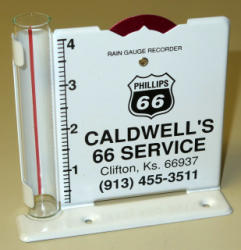 4
3
2
1
RAIN GAUGE RECORDER
PHILLIPS
66
CALDWELL'S
66 SERVICE
Clifton, Ks. 66937
(913) 455-3511